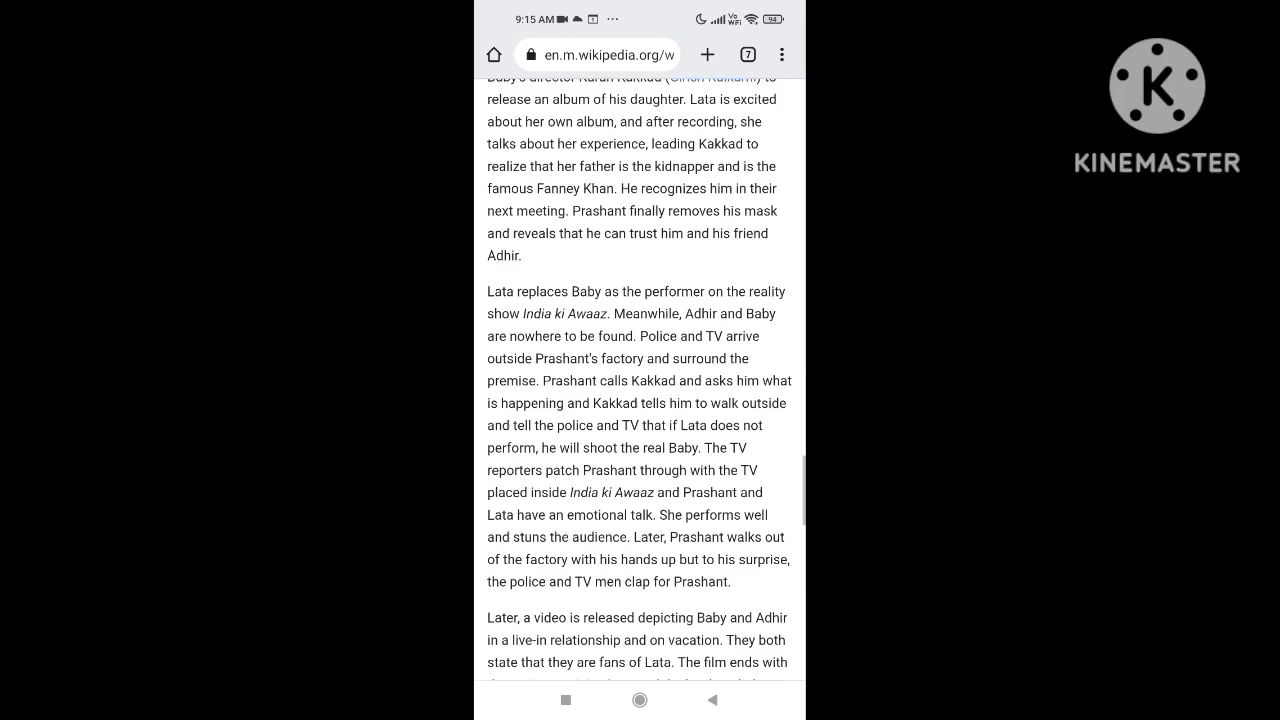 9:15 AM
Vo WiFi 94
en.m.wikipedia.org/w
7
release an album of his daughter. Lata is excited
about her own album, and after recording, she
talks about her experience, leading Kakkad to
realize that her father is the kidnapper and is the
famous Fanney Khan. He recognizes him in their
next meeting. Prashant finally removes his mask
and reveals that he can trust him and his friend
Adhir.
Lata replaces Baby as the performer on the reality
show India ki Awaaz. Meanwhile, Adhir and Baby
are nowhere to be found. Police and TV arrive
outside Prashant's factory and surround the
premise. Prashant calls Kakkad and asks him what
is happening and Kakkad tells him to walk outside
and tell the police and TV that if Lata does not
perform, he will shoot the real Baby. The TV
reporters patch Prashant through with the TV
placed inside India ki Awaaz and Prashant and
Lata have an emotional talk. She performs well
and stuns the audience. Later, Prashant walks out
of the factory with his hands up but to his surprise,
the police and TV men clap for Prashant.
Later, a video is released depicting Baby and Adhir
in a live-in relationship and on vacation. They both
state that they are fans of Lata. The film ends with
K
KINEMASTER